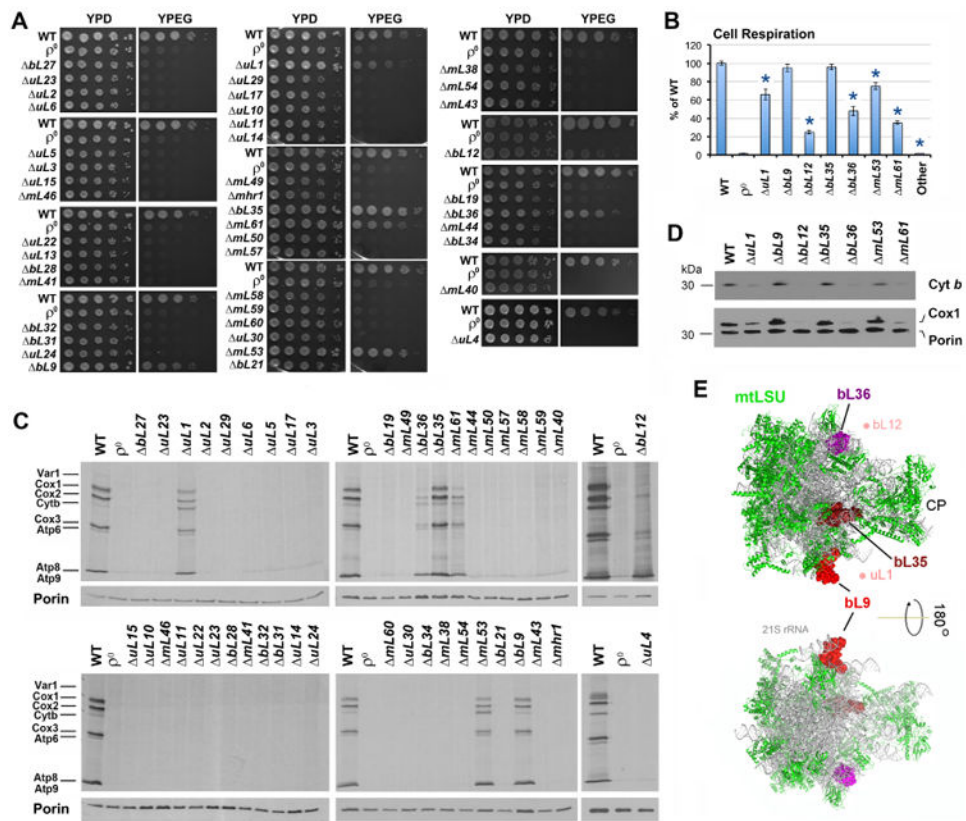 A
YPD YPEG
WT
ρ⁰
ΔbL27
ΔuL23
ΔuL2
ΔuL6
WT
ρ⁰
ΔuL5
ΔuL3
ΔuL15
ΔmL46
WT
ρ⁰
ΔuL22
ΔuL13
ΔbL28
ΔmL41
WT
ρ⁰
ΔbL32
ΔbL31
ΔuL24
ΔbL9
YPD YPEG
WT
ρ⁰
ΔuL1
ΔuL29
ΔuL17
ΔuL10
ΔuL11
ΔuL14
WT
ρ⁰
ΔmL49
Δmhr1
ΔbL35
ΔmL61
ΔmL50
ΔmL57
WT
ρ⁰
ΔmL58
ΔmL59
ΔmL60
ΔuL30
ΔmL53
ΔbL21
YPD YPEG
WT
ρ⁰
ΔmL38
ΔmL54
ΔmL43
WT
ρ⁰
ΔbL12
WT
ρ⁰
ΔbL19
ΔbL36
ΔmL44
ΔbL34
WT
ρ⁰
ΔmL40
WT
ρ⁰
ΔuL4
B
Cell Respiration
% of WT
120
100
80
60
40
20
0
* * * * * *
WT ρ⁰ ΔuL1 ΔbL9 ΔbL12 ΔbL35 ΔbL36 ΔmL53 ΔmL61 Other
D
WT ΔuL1 ΔbL9 ΔbL12 ΔbL35 ΔbL36 ΔmL53 ΔmL61
kDa
30 Cyt b
Cox1
30 Porin
C
WT ρ⁰ ΔbL27 ΔuL23 ΔuL1 ΔuL2 ΔuL29 ΔuL6 ΔuL5 ΔuL17 ΔuL3
WT ρ⁰ ΔbL19 ΔmL49 ΔbL36 ΔbL35 ΔmL61 ΔmL44 ΔmL50 ΔmL57 ΔmL58 ΔmL59 ΔmL40
WT ρ⁰ ΔbL12
Var1
Cox1
Cox2
Cytb
Cox3
Atp6
Atp8
Atp9
Porin
WT ρ⁰ ΔuL15 ΔuL10 ΔmL46 ΔuL11 ΔuL22 ΔuL23 ΔbL28 ΔmL41 ΔbL32 ΔbL31 ΔuL14 ΔuL24
WT ρ⁰ ΔmL60 ΔuL30 ΔbL34 ΔmL38 ΔmL54 ΔmL53 ΔbL21 ΔbL9 ΔmL43 Δmhr1
WT ρ⁰ ΔuL4
Var1
Cox1
Cox2
Cytb
Cox3
Atp6
Atp8
Atp9
Porin
E
mtLSU
bL36
bL12
CP
bL35
uL1
bL9
21S rRNA
180°